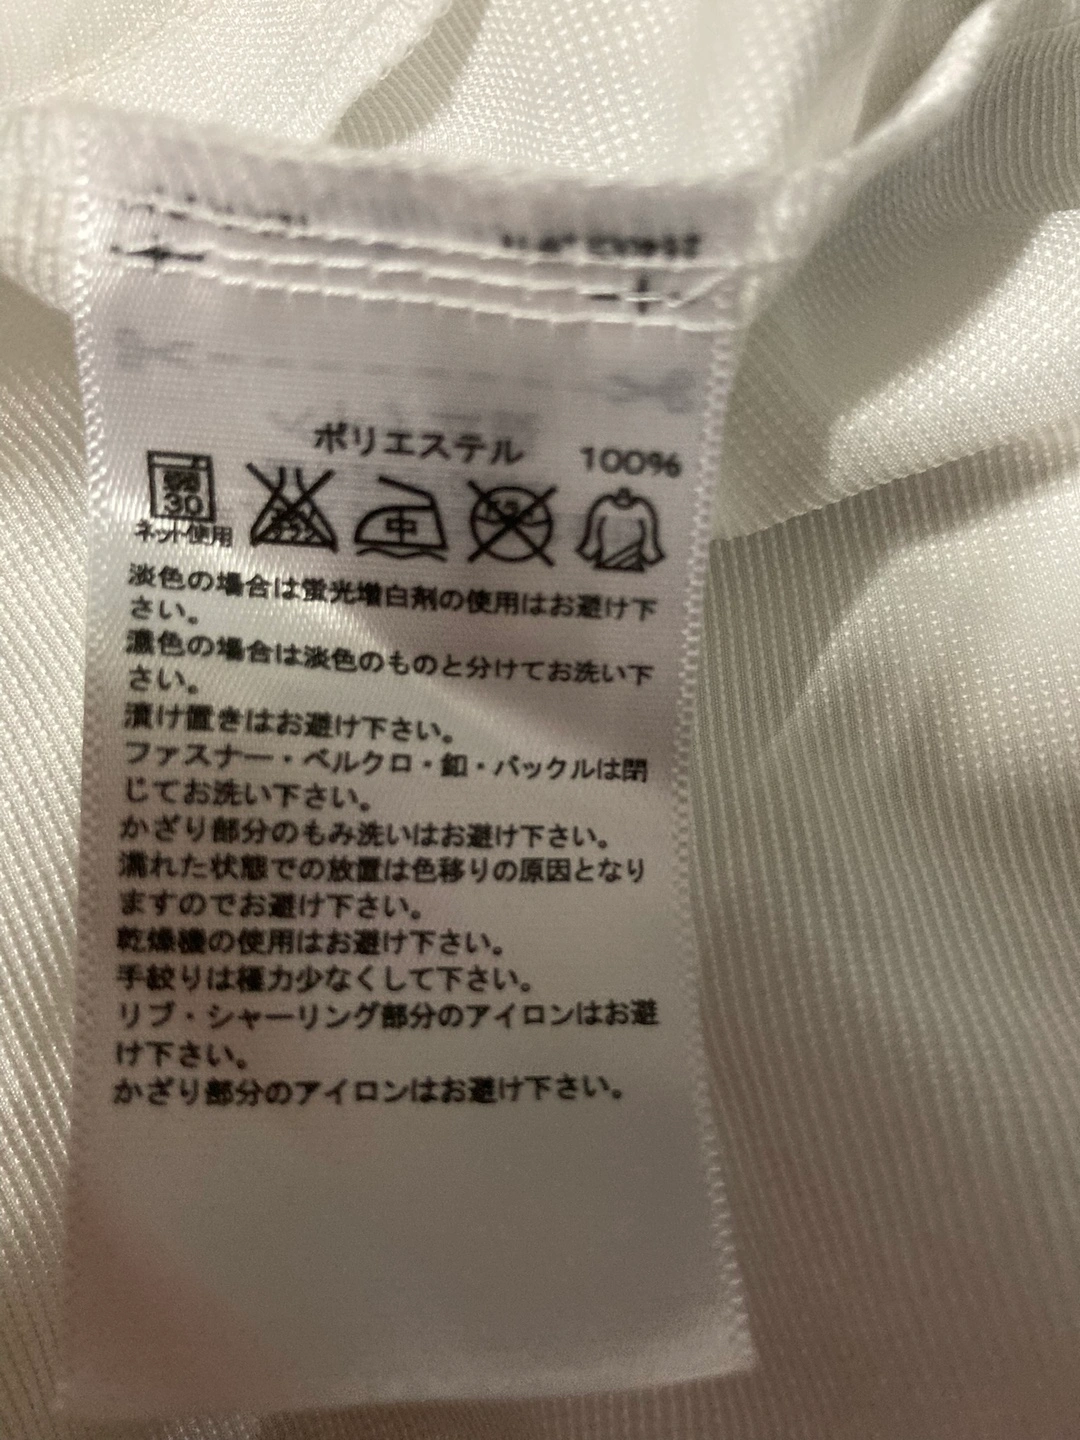 ポリエステル 100%
弱 30 エンソ サラシ 中 ドライ
ネット使用
淡色の場合は蛍光増白剤の使用はお避け下
さい。
濃色の場合は淡色のものと分けてお洗い下
さい。
漬け置きはお避け下さい。
ファスナー・ベルクロ・釦・バックルは閉
じてお洗い下さい。
かざり部分のもみ洗いはお避け下さい。
濡れた状態での放置は色移りの原因となり
ますのでお避け下さい。
乾燥機の使用はお避け下さい。
手絞りは極力少なくして下さい。
リブ・シャーリング部分のアイロンはお避
け下さい。
かざり部分のアイロンはお避け下さい。